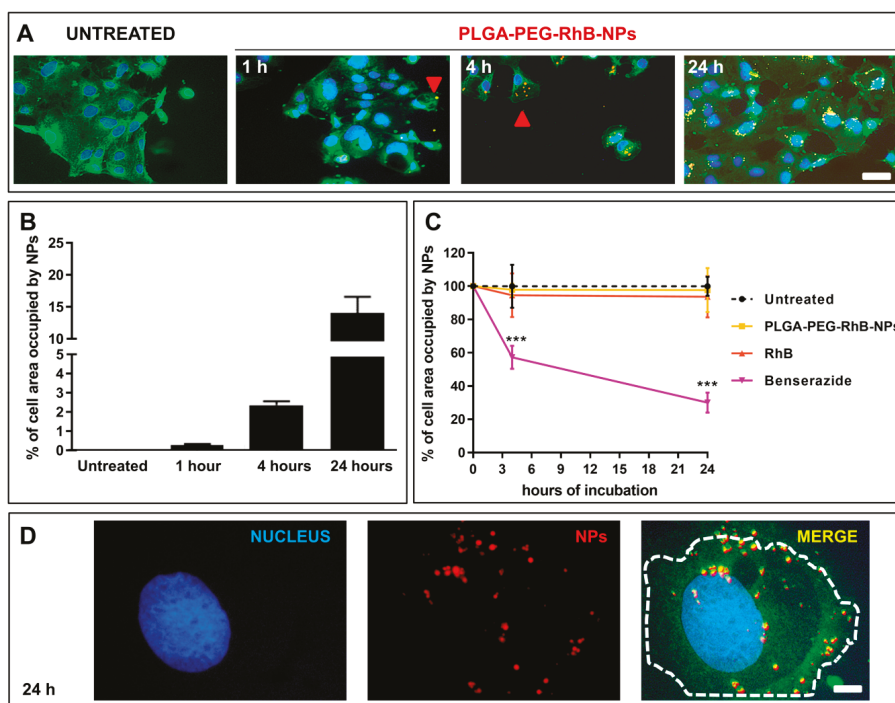 A
UNTREATED
PLGA-PEG-RhB-NPs
1 h
4 h
24 h
B
% of cell area occupied by NPs
25
20
15
10
5
4
3
2
1
0
Untreated
1 hour
4 hours
24 hours
C
% of cell area occupied by NPs
120
100
80
60
40
20
0
***
***
0 3 6 9 12 15 18 21 24
hours of incubation
Untreated
PLGA-PEG-RhB-NPs
RhB
Benserazide
D
NUCLEUS
NPs
MERGE
24 h